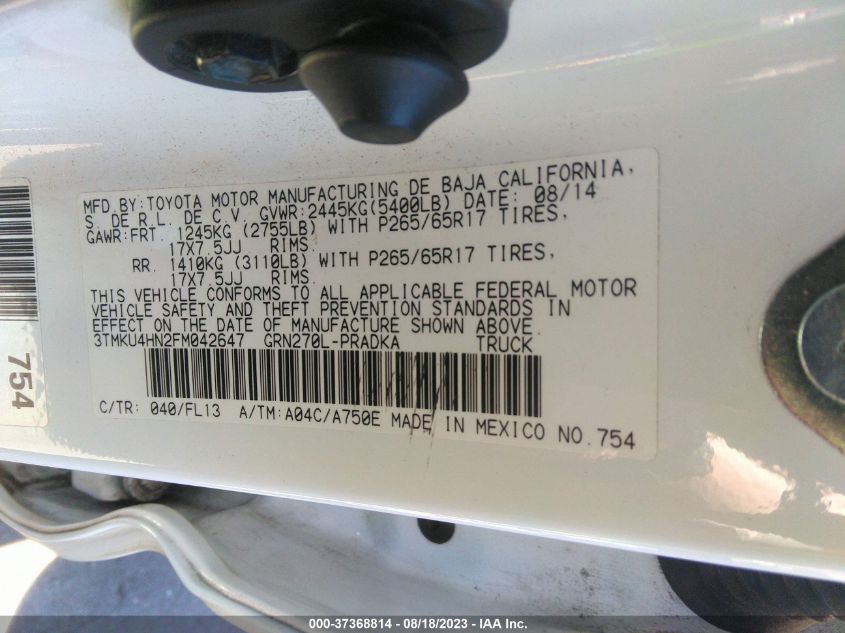 MFD.BY:TOYOTA MOTOR MANUFACTURING DE BAJA CALIFORNIA,
S. DE R.L. DE C.V. GVWR:2445KG(5400LB) DATE: 08/14
GAWR:FRT. 1245KG (2755LB) WITH P265/65R17 TIRES,
17X7.5JJ RIMS.
RR. 1410KG (3110LB) WITH P265/65R17 TIRES,
17X7.5JJ RIMS.
THIS VEHICLE CONFORMS TO ALL APPLICABLE FEDERAL MOTOR
VEHICLE SAFETY AND THEFT PREVENTION STANDARDS IN
EFFECT ON THE DATE OF MANUFACTURE SHOWN ABOVE.
3TMKU4HN2FM042647 GRN270L-PRADKA TRUCK
C/TR: 040/FL13 A/TM:A04C/A750E MADE IN MEXICO NO.754
754
000-37368814 - 08/18/2023 - IAA Inc.